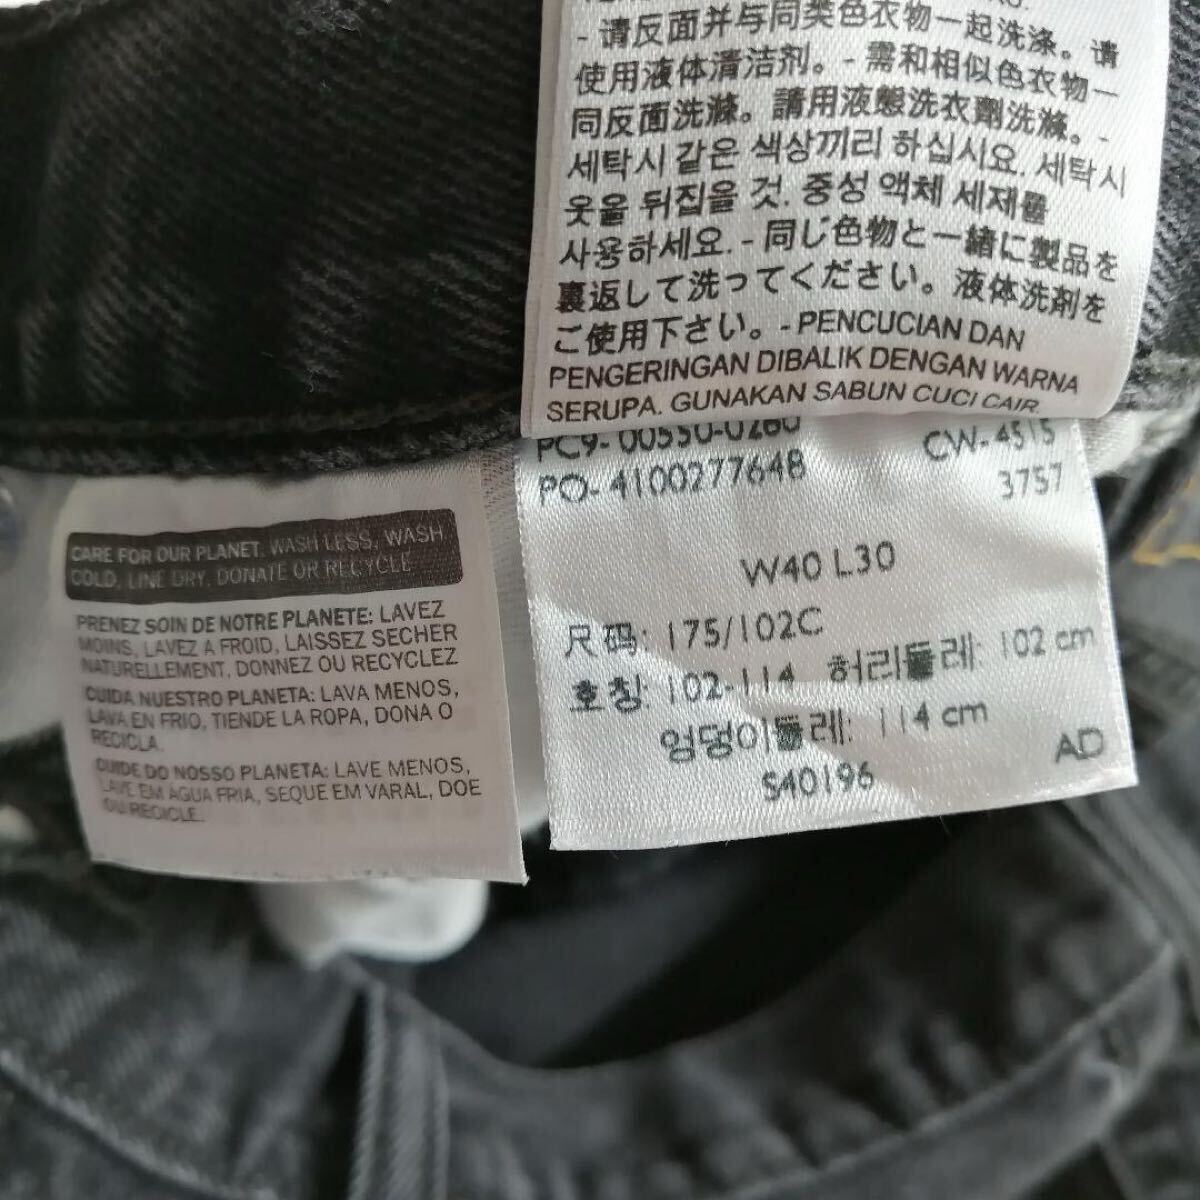 - 请反面并与同类色衣物一起洗涤。请
使用液体清洁剂。- 需和相似色衣物一
同反面洗滌。請用液態洗衣劑洗滌。-
세탁시 같은 색상끼리 하십시요. 세탁시
옷을 뒤집을 것. 중성 액체 세제를
사용하세요. - 同じ色物と一緒に製品を
裏返して洗ってください。液体洗剤を
ご使用下さい。- PENCUCIAN DAN
PENGERINGAN DIBALIK DENGAN WARNA
SERUPA. GUNAKAN SABUN CUCI CAIR.
PC9- 00550-0260 CW-4515
PO- 4100277648 3757
W40 L30
尺码: 175/102C
호칭: 102-114 허리둘레: 102 cm
엉덩이둘레: 114 cm
S40196 AD
CARE FOR OUR PLANET: WASH LESS, WASH
COLD, LINE DRY, DONATE OR RECYCLE
PRENEZ SOIN DE NOTRE PLANETE: LAVEZ
MOINS, LAVEZ A FROID, LAISSEZ SECHER
NATURELLEMENT, DONNEZ OU RECYCLEZ
CUIDA NUESTRO PLANETA: LAVA MENOS,
LAVA EN FRIO, TIENDE LA ROPA, DONA O
RECICLA.
CUIDE DO NOSSO PLANETA: LAVE MENOS,
LAVE EM AGUA FRIA, SEQUE EM VARAL, DOE
OU RECICLE.